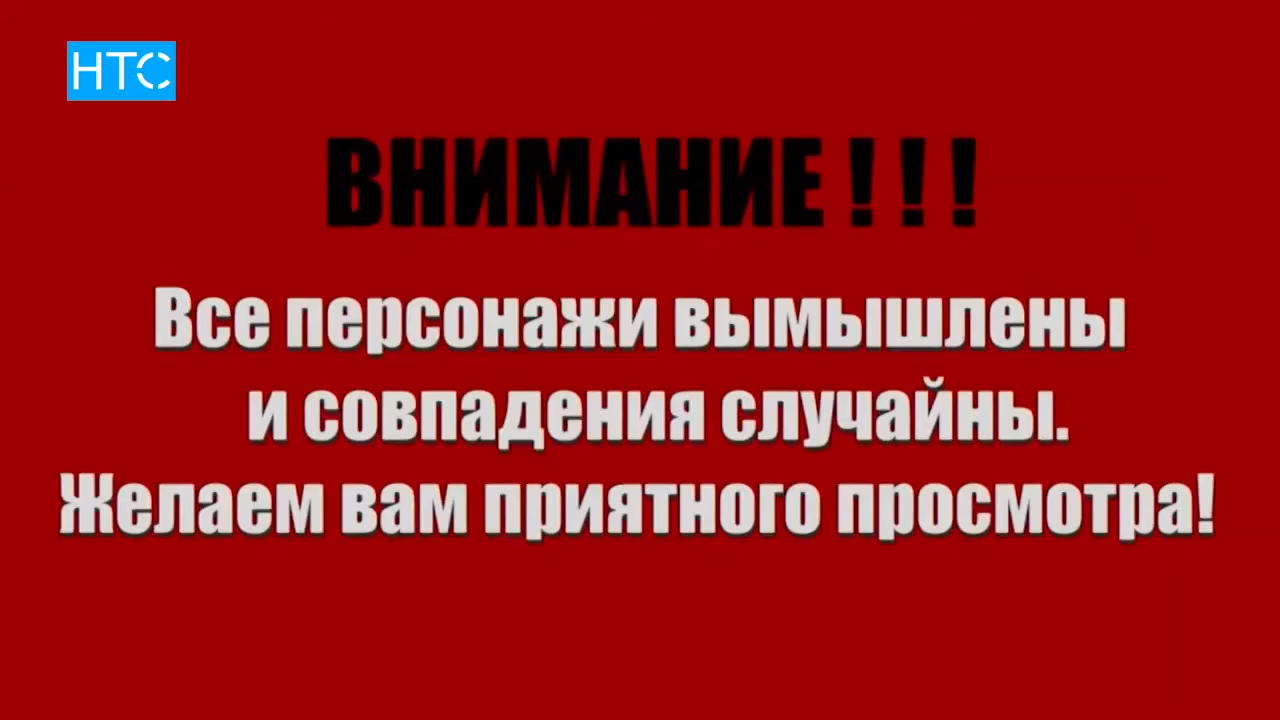 НТС
ВНИМАНИЕ ! ! !
Все персонажи вымышлены
и совпадения случайны.
Желаем вам приятного просмотра!